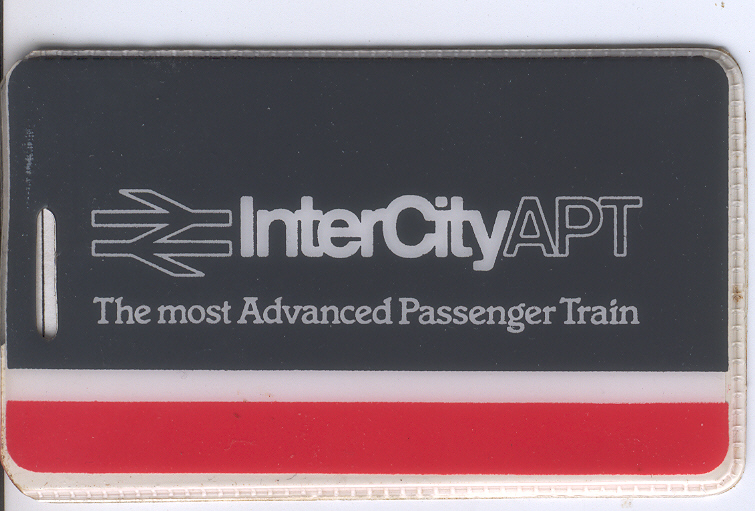 InterCityAPT
The most Advanced Passenger Train